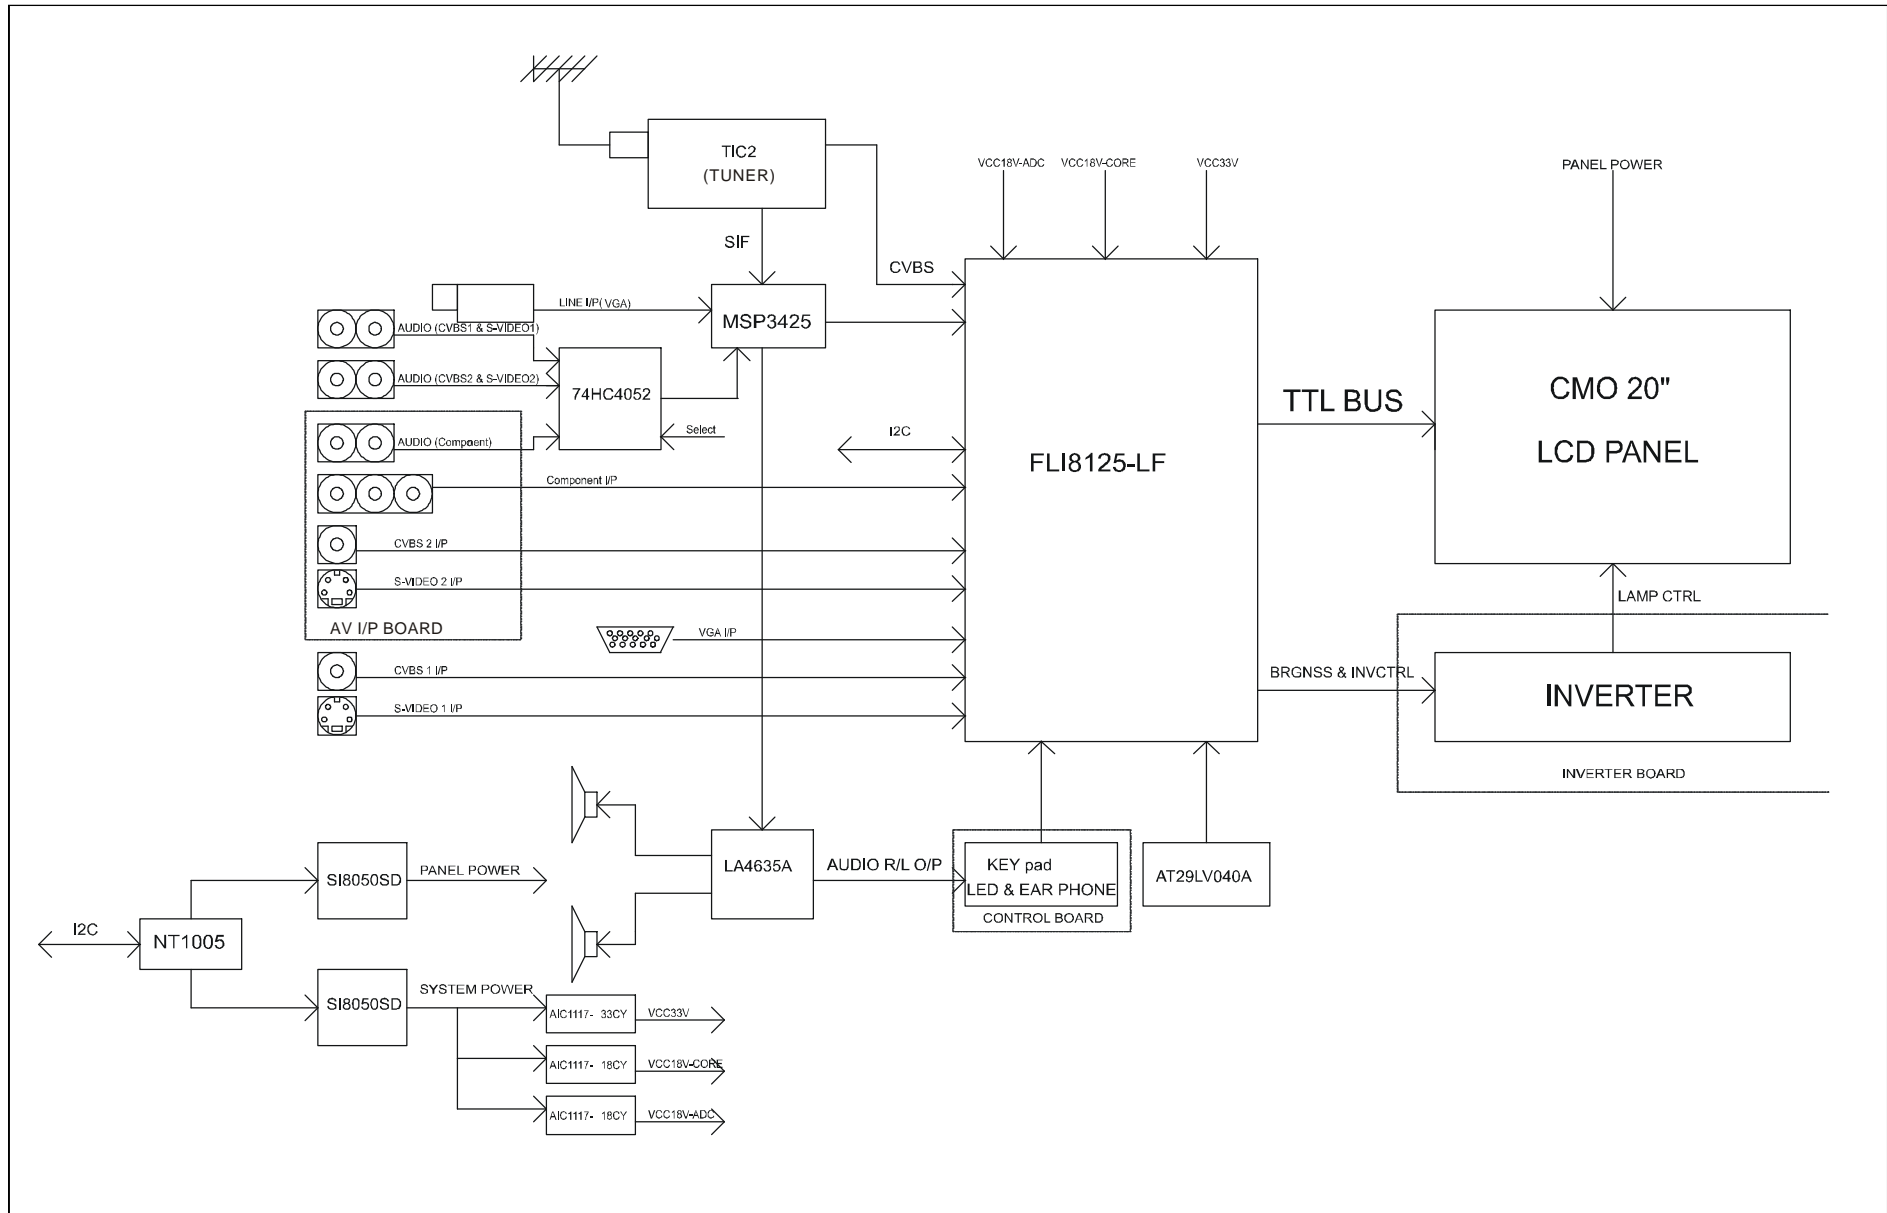 TIC2
(TUNER)
VCC18V-ADC
VCC18V-CORE
VCC33V
PANEL POWER
SIF
CVBS
LINE I/P(VGA)
MSP3425
AUDIO (CVBS1 & S-VIDEO1)
AUDIO (CVBS2 & S-VIDEO2)
74HC4052
CMO 20"
LCD PANEL
TTL BUS
AUDIO (Component)
Select
I2C
FLI8125-LF
Component I/P
CVBS 2 I/P
S-VIDEO 2 I/P
AV I/P BOARD
VGA I/P
LAMP CTRL
CVBS 1 I/P
BRGNSS & INVCTRL
INVERTER
S-VIDEO 1 I/P
INVERTER BOARD
SI8050SD
PANEL POWER
LA4635A
AUDIO R/L O/P
KEY pad
LED & EAR PHONE
CONTROL BOARD
AT29LV040A
I2C
NT1005
SI8050SD
SYSTEM POWER
AIC1117- 33CY
VCC33V
AIC1117- 18CY
VCC18V-CORE
AIC1117- 18CY
VCC18V-ADC